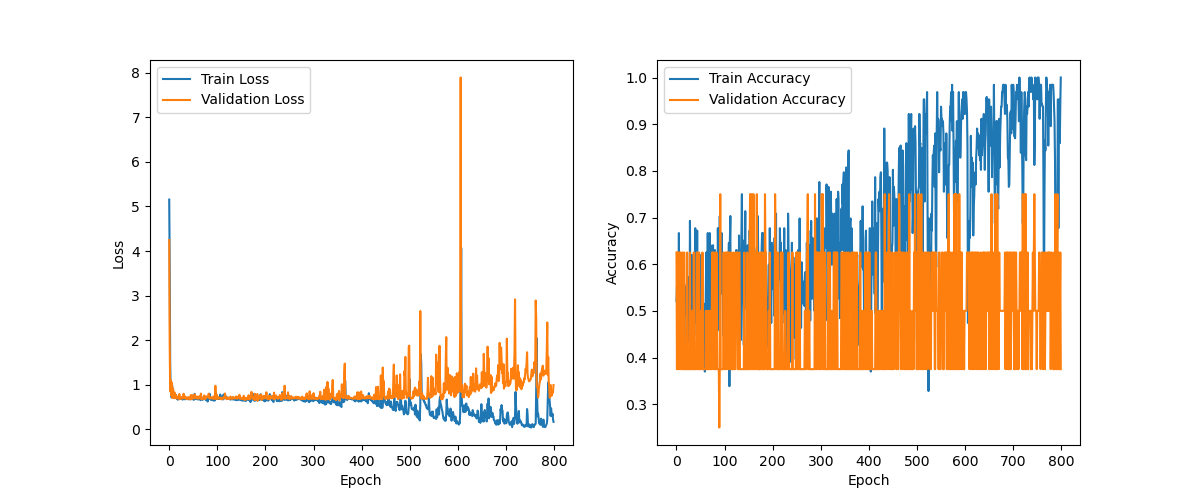 Train Loss
Validation Loss
8
7
6
5
4
3
2
1
0
Loss
0 100 200 300 400 500 600 700 800
Epoch
Train Accuracy
Validation Accuracy
1.0
0.9
0.8
0.7
0.6
0.5
0.4
0.3
Accuracy
0 100 200 300 400 500 600 700 800
Epoch